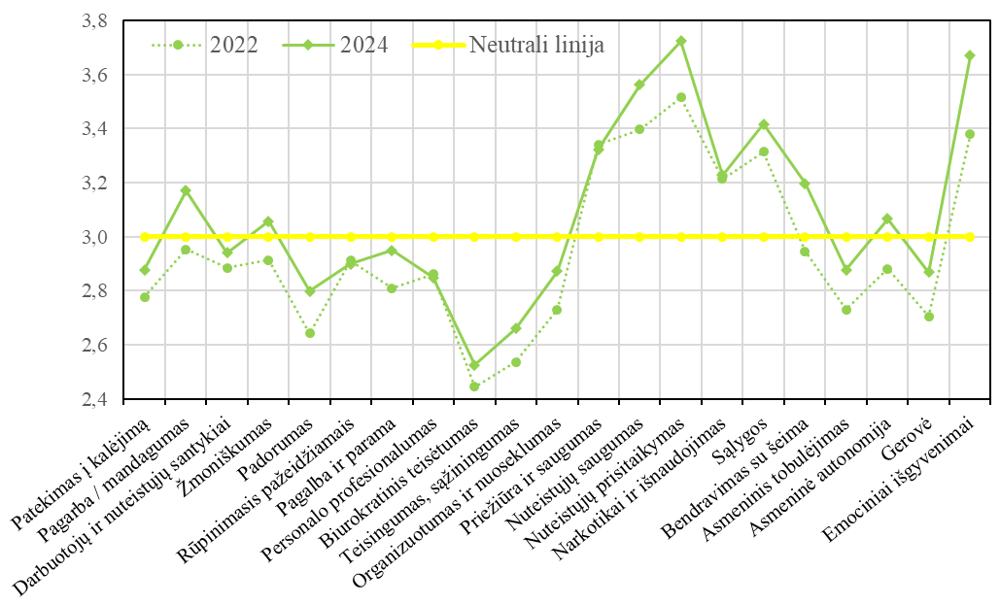 3,8
3,6
3,4
3,2
3,0
2,8
2,6
2,4
2022
2024
Neutrali linija
Patekimas į kalėjimą
Pagarba / mandagumas
Darbuotojų ir nuteistųjų santykiai
Žmoniškumas
Padorumas
Rūpinimasis pažeidžiamais
Pagalba ir parama
Personalo profesionalumas
Biurokratinis teisėtumas
Teisingumas, sąžiningumas
Organizuotumas ir nuoseklumas
Priežiūra ir saugumas
Nuteistųjų saugumas
Nuteistųjų prisitaikymas
Narkotikai ir išnaudojimas
Sąlygos
Bendravimas su šeima
Asmeninis tobulėjimas
Asmeninė autonomija
Gerovė
Emociniai išgyvenimai